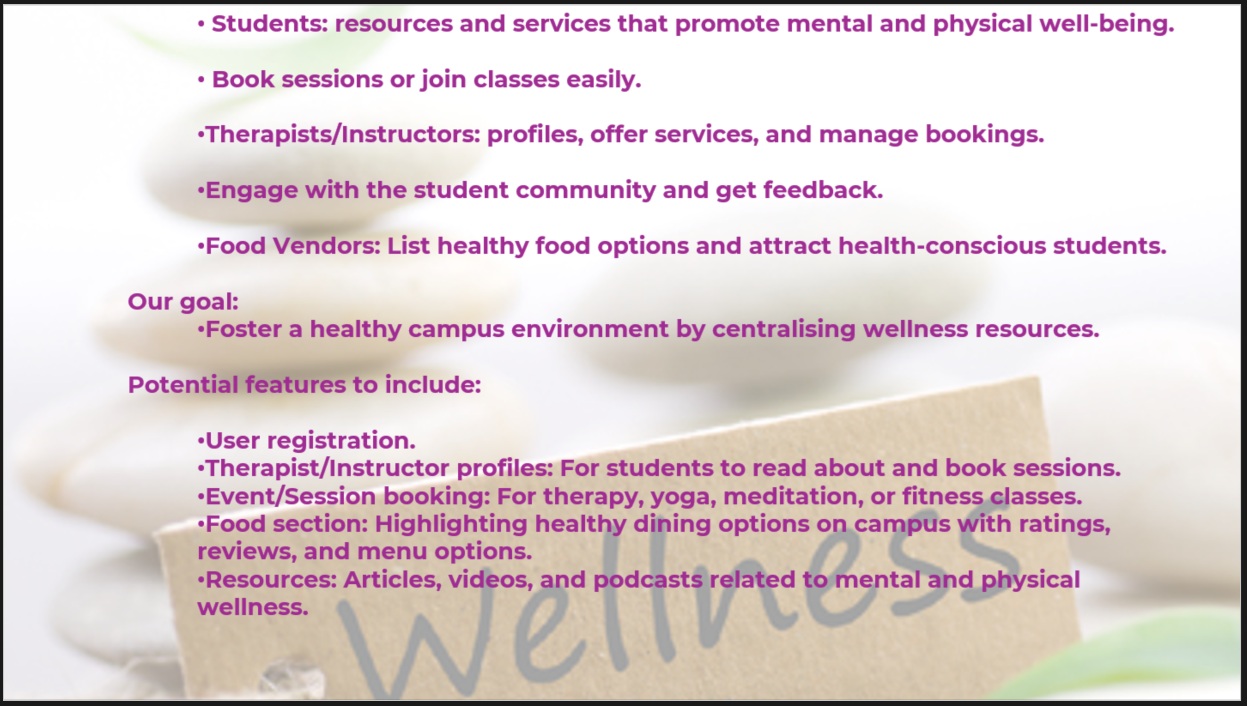 • Students: resources and services that promote mental and physical well-being.
• Book sessions or join classes easily.
•Therapists/Instructors: profiles, offer services, and manage bookings.
•Engage with the student community and get feedback.
•Food Vendors: List healthy food options and attract health-conscious students.
Our goal:
•Foster a healthy campus environment by centralising wellness resources.
Potential features to include:
•User registration.
•Therapist/Instructor profiles: For students to read about and book sessions.
•Event/Session booking: For therapy, yoga, meditation, or fitness classes.
•Food section: Highlighting healthy dining options on campus with ratings,
reviews, and menu options.
•Resources: Articles, videos, and podcasts related to mental and physical
wellness.
Wellness